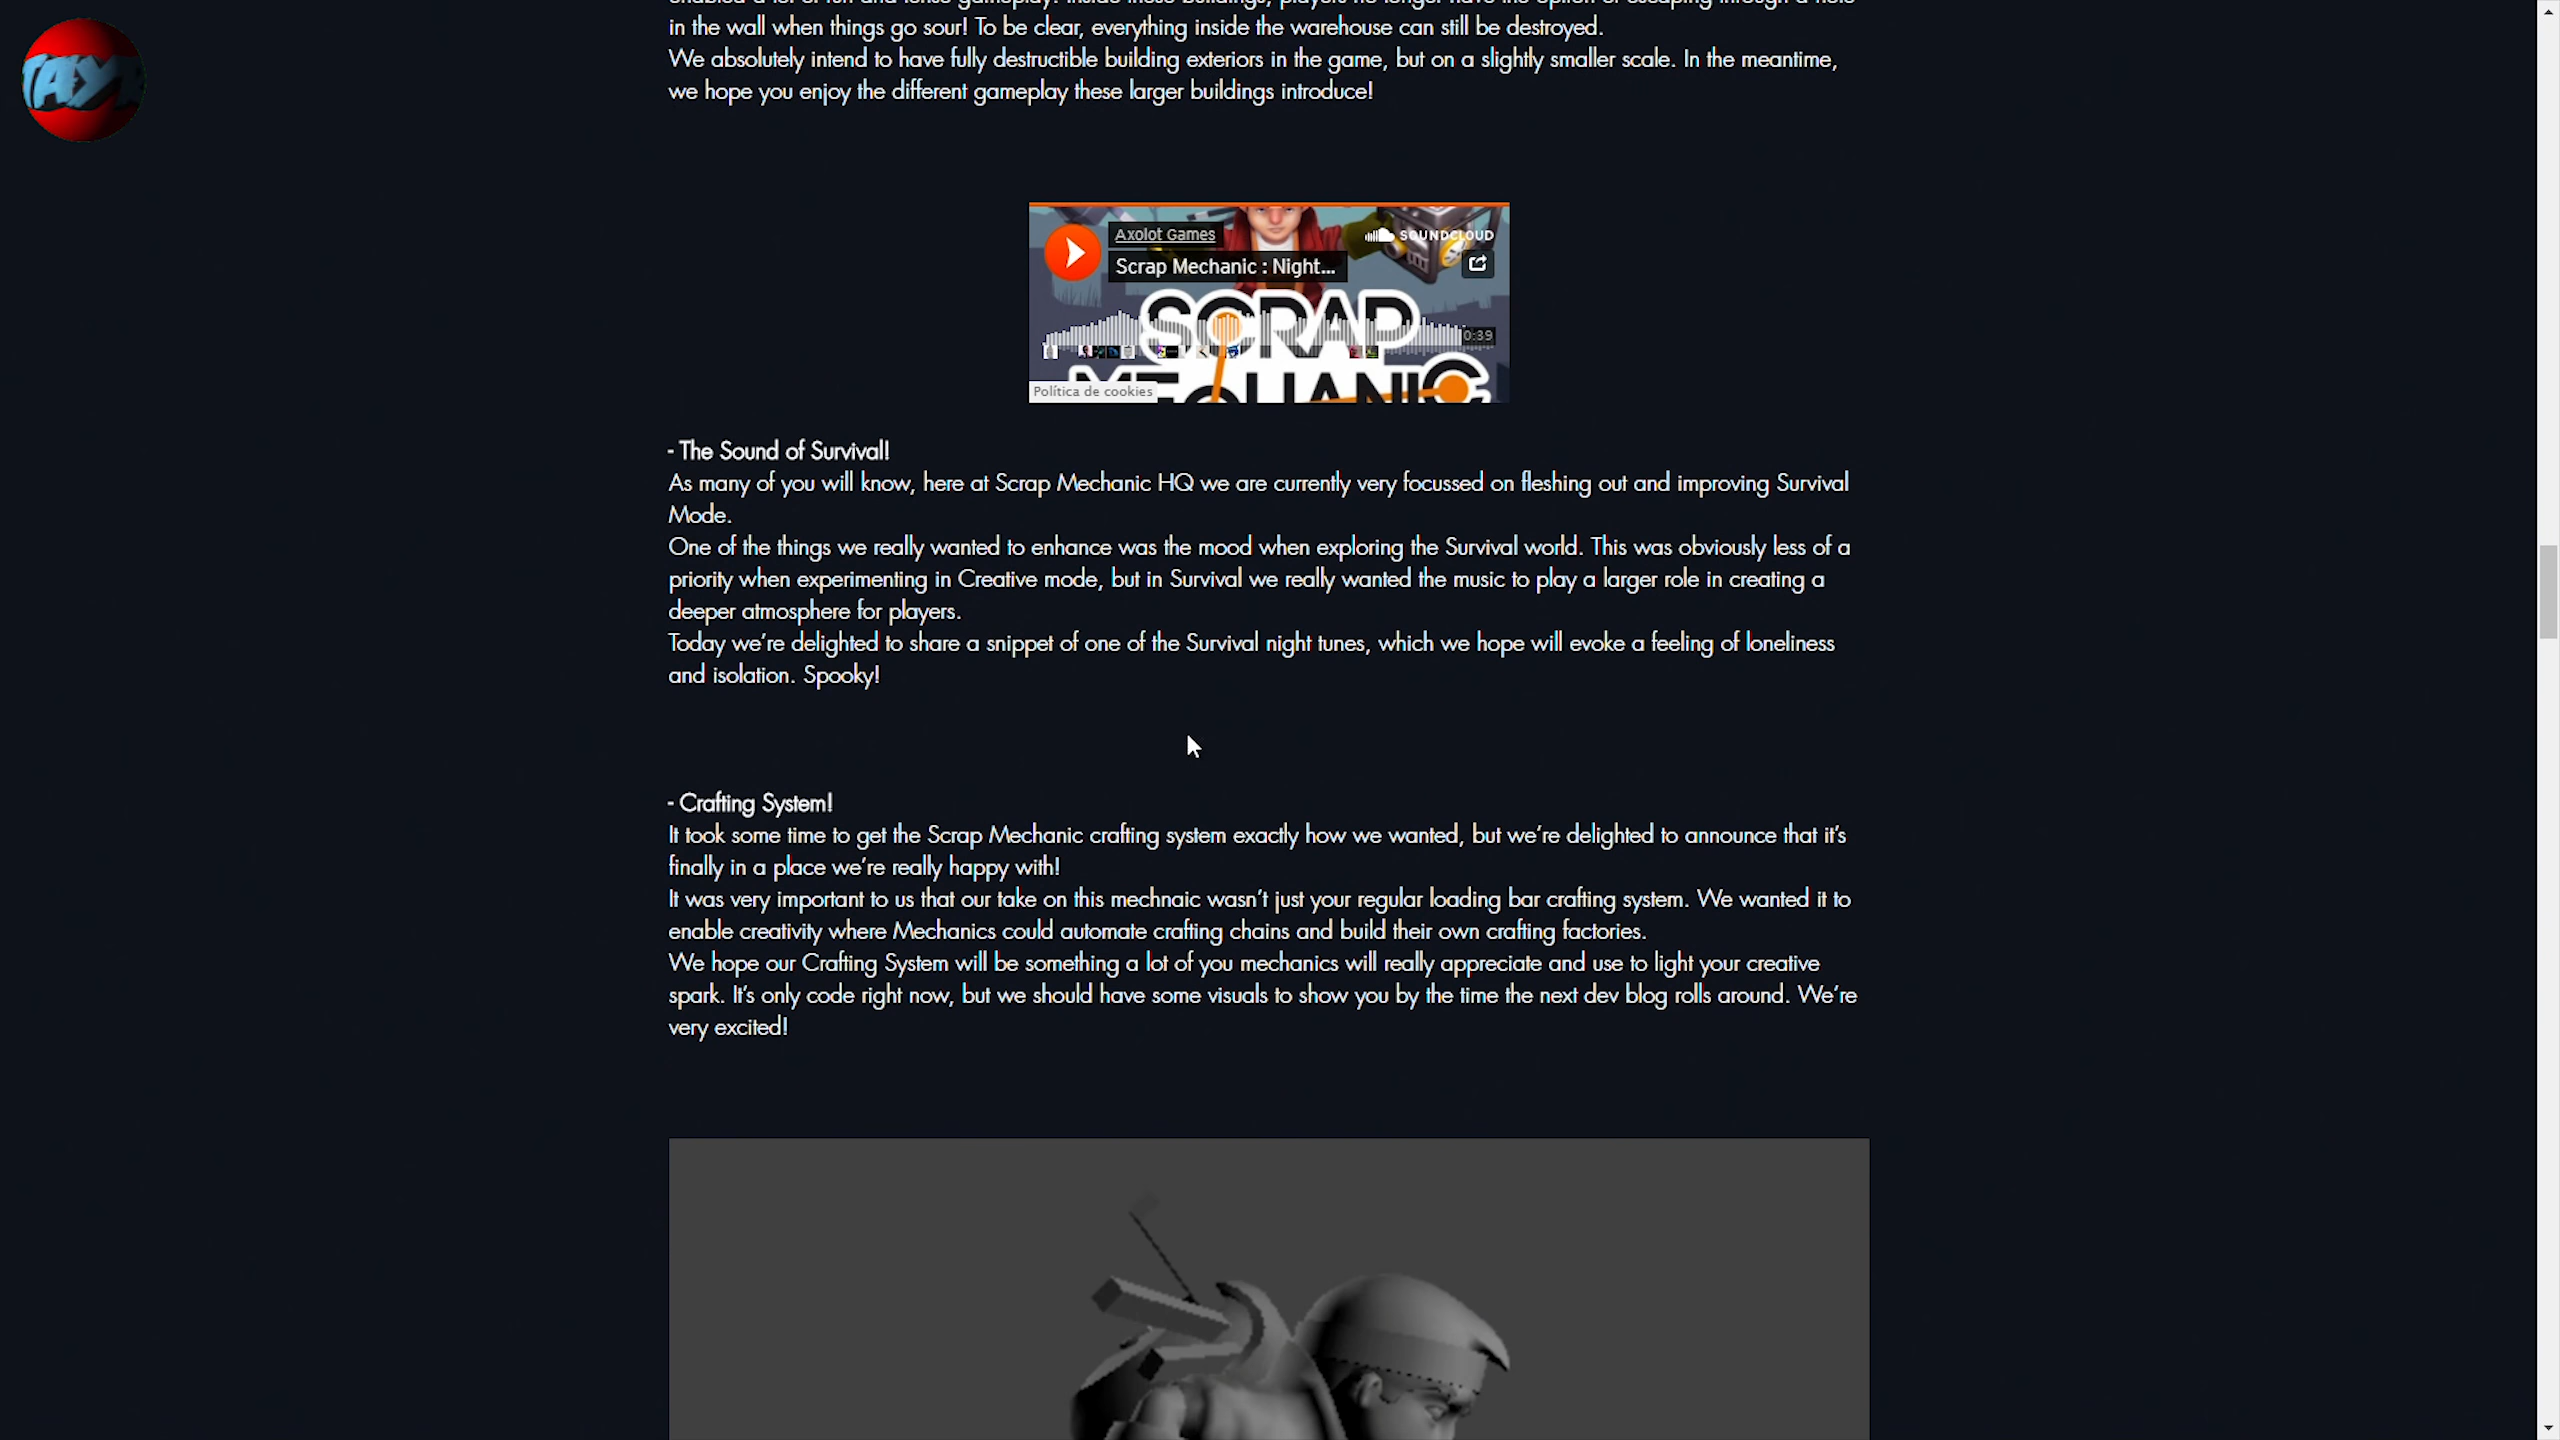 in the wall when things go sour! To be clear, everything inside the warehouse can still be destroyed.
We absolutely intend to have fully destructible building exteriors in the game, but on a slightly smaller scale. In the meantime,
we hope you enjoy the different gameplay these larger buildings introduce!
TAY
Axolot Games
SOUNDCLOUD
Scrap Mechanic : Night...
SCRAP
0:39
MECHANIC
Política de cookies
- The Sound of Survival!
As many of you will know, here at Scrap Mechanic HQ we are currently very focussed on fleshing out and improving Survival
Mode.
One of the things we really wanted to enhance was the mood when exploring the Survival world. This was obviously less of a
priority when experimenting in Creative mode, but in Survival we really wanted the music to play a larger role in creating a
deeper atmosphere for players.
Today we're delighted to share a snippet of one of the Survival night tunes, which we hope will evoke a feeling of loneliness
and isolation. Spooky!
- Crafting System!
It took some time to get the Scrap Mechanic crafting system exactly how we wanted, but we're delighted to announce that it's
finally in a place we're really happy with!
It was very important to us that our take on this mechnaic wasn't just your regular loading bar crafting system. We wanted it to
enable creativity where Mechanics could automate crafting chains and build their own crafting factories.
We hope our Crafting System will be something a lot of you mechanics will really appreciate and use to light your creative
spark. It's only code right now, but we should have some visuals to show you by the time the next dev blog rolls around. We're
very excited!